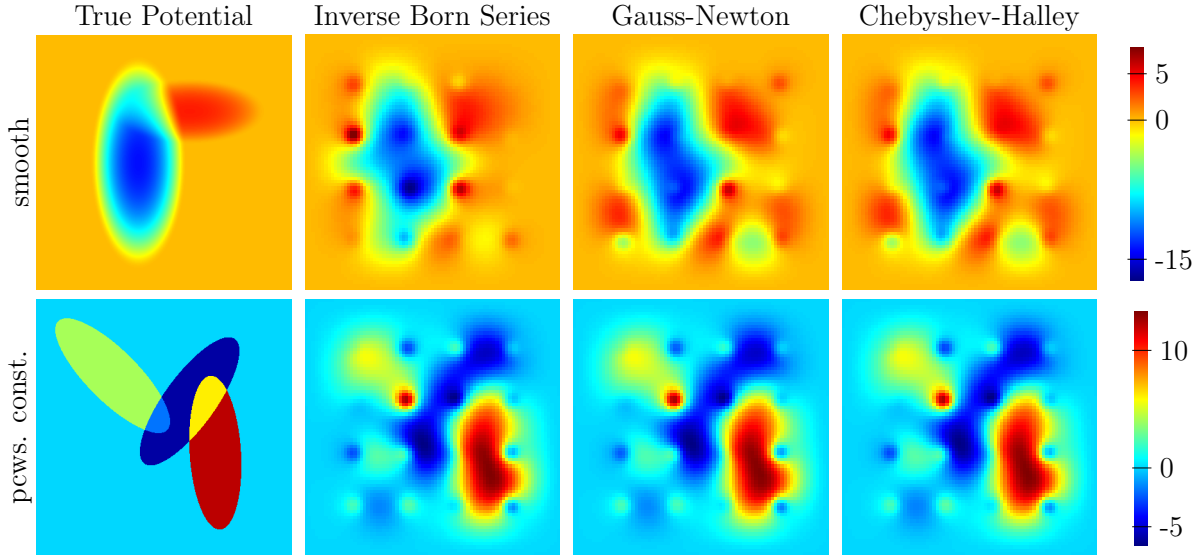 True Potential Inverse Born Series Gauss-Newton Chebyshev-Halley
smooth
5
0
-15
pcws. const.
10
0
-5